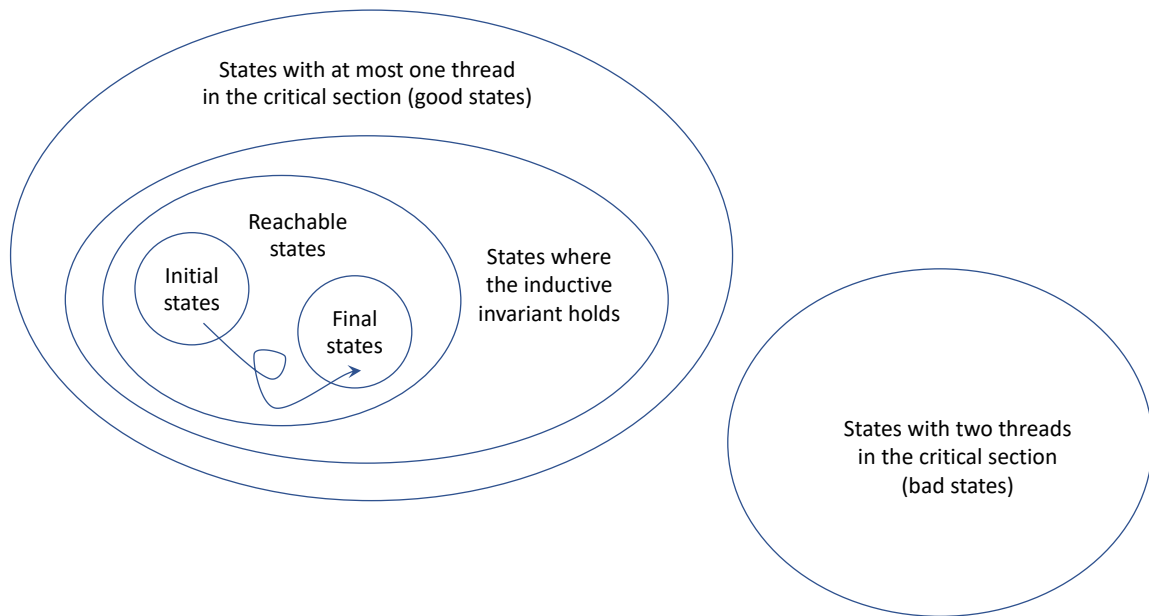 States with at most one thread
in the critical section (good states)
Reachable
states
Initial
states
States where
the inductive
invariant holds
Final
states
States with two threads
in the critical section
(bad states)